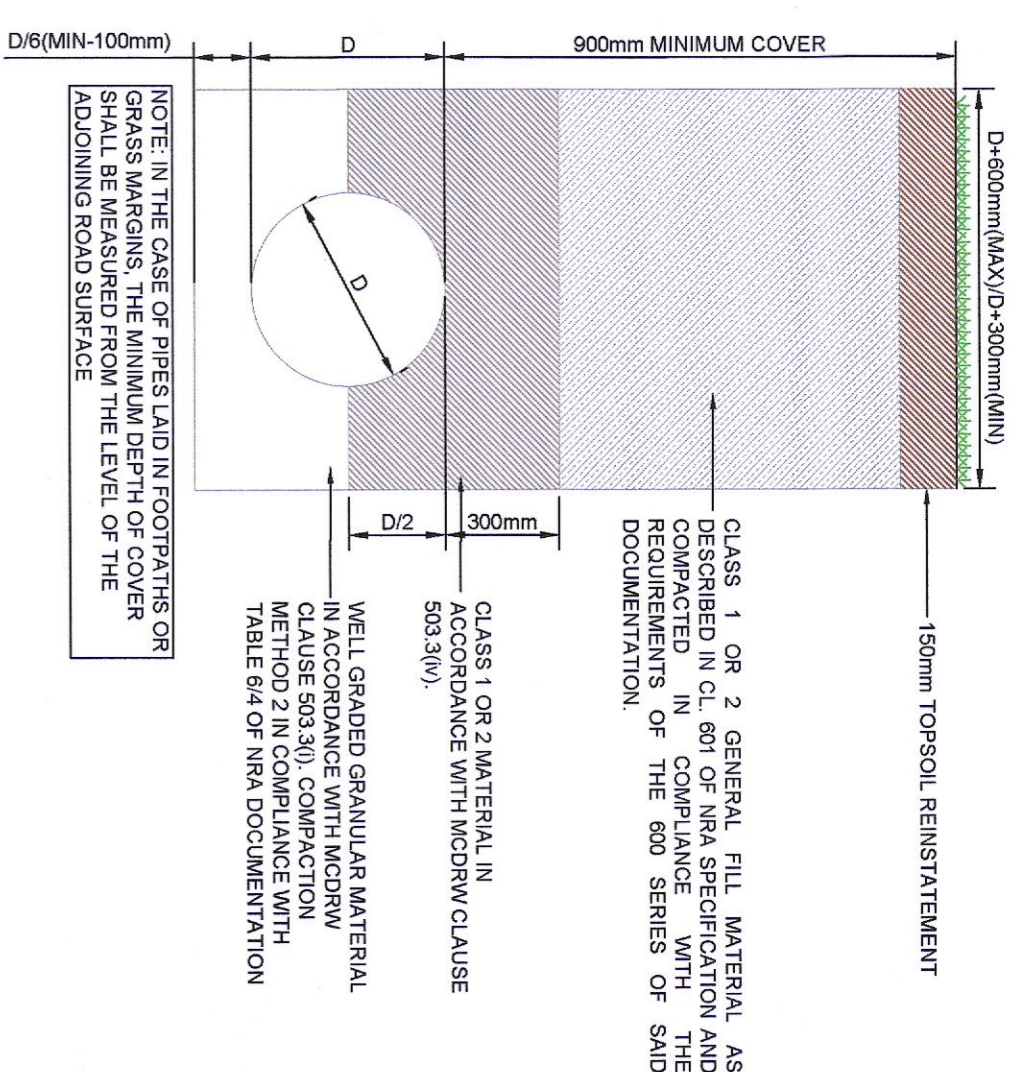 D/6(MIN-100mm)
D
900mm MINIMUM COVER
D+600mm(MAX)/D+300mm(MIN)
150mm TOPSOIL REINSTATEMENT
CLASS 1 OR 2 GENERAL FILL MATERIAL AS
DESCRIBED IN CL. 601 OF NRA SPECIFICATION AND
COMPACTED IN COMPLIANCE WITH THE
REQUIREMENTS OF THE 600 SERIES OF SAID
DOCUMENTATION.
300mm
D/2
D
CLASS 1 OR 2 MATERIAL IN
ACCORDANCE WITH MCDRW CLAUSE
503.3(iv).
WELL GRADED GRANULAR MATERIAL
IN ACCORDANCE WITH MCDRW
CLAUSE 503.3(i). COMPACTION
METHOD 2 IN COMPLIANCE WITH
TABLE 6/4 OF NRA DOCUMENTATION
NOTE: IN THE CASE OF PIPES LAID IN FOOTPATHS OR
GRASS MARGINS, THE MINIMUM DEPTH OF COVER
SHALL BE MEASURED FROM THE LEVEL OF THE
ADJOINING ROAD SURFACE